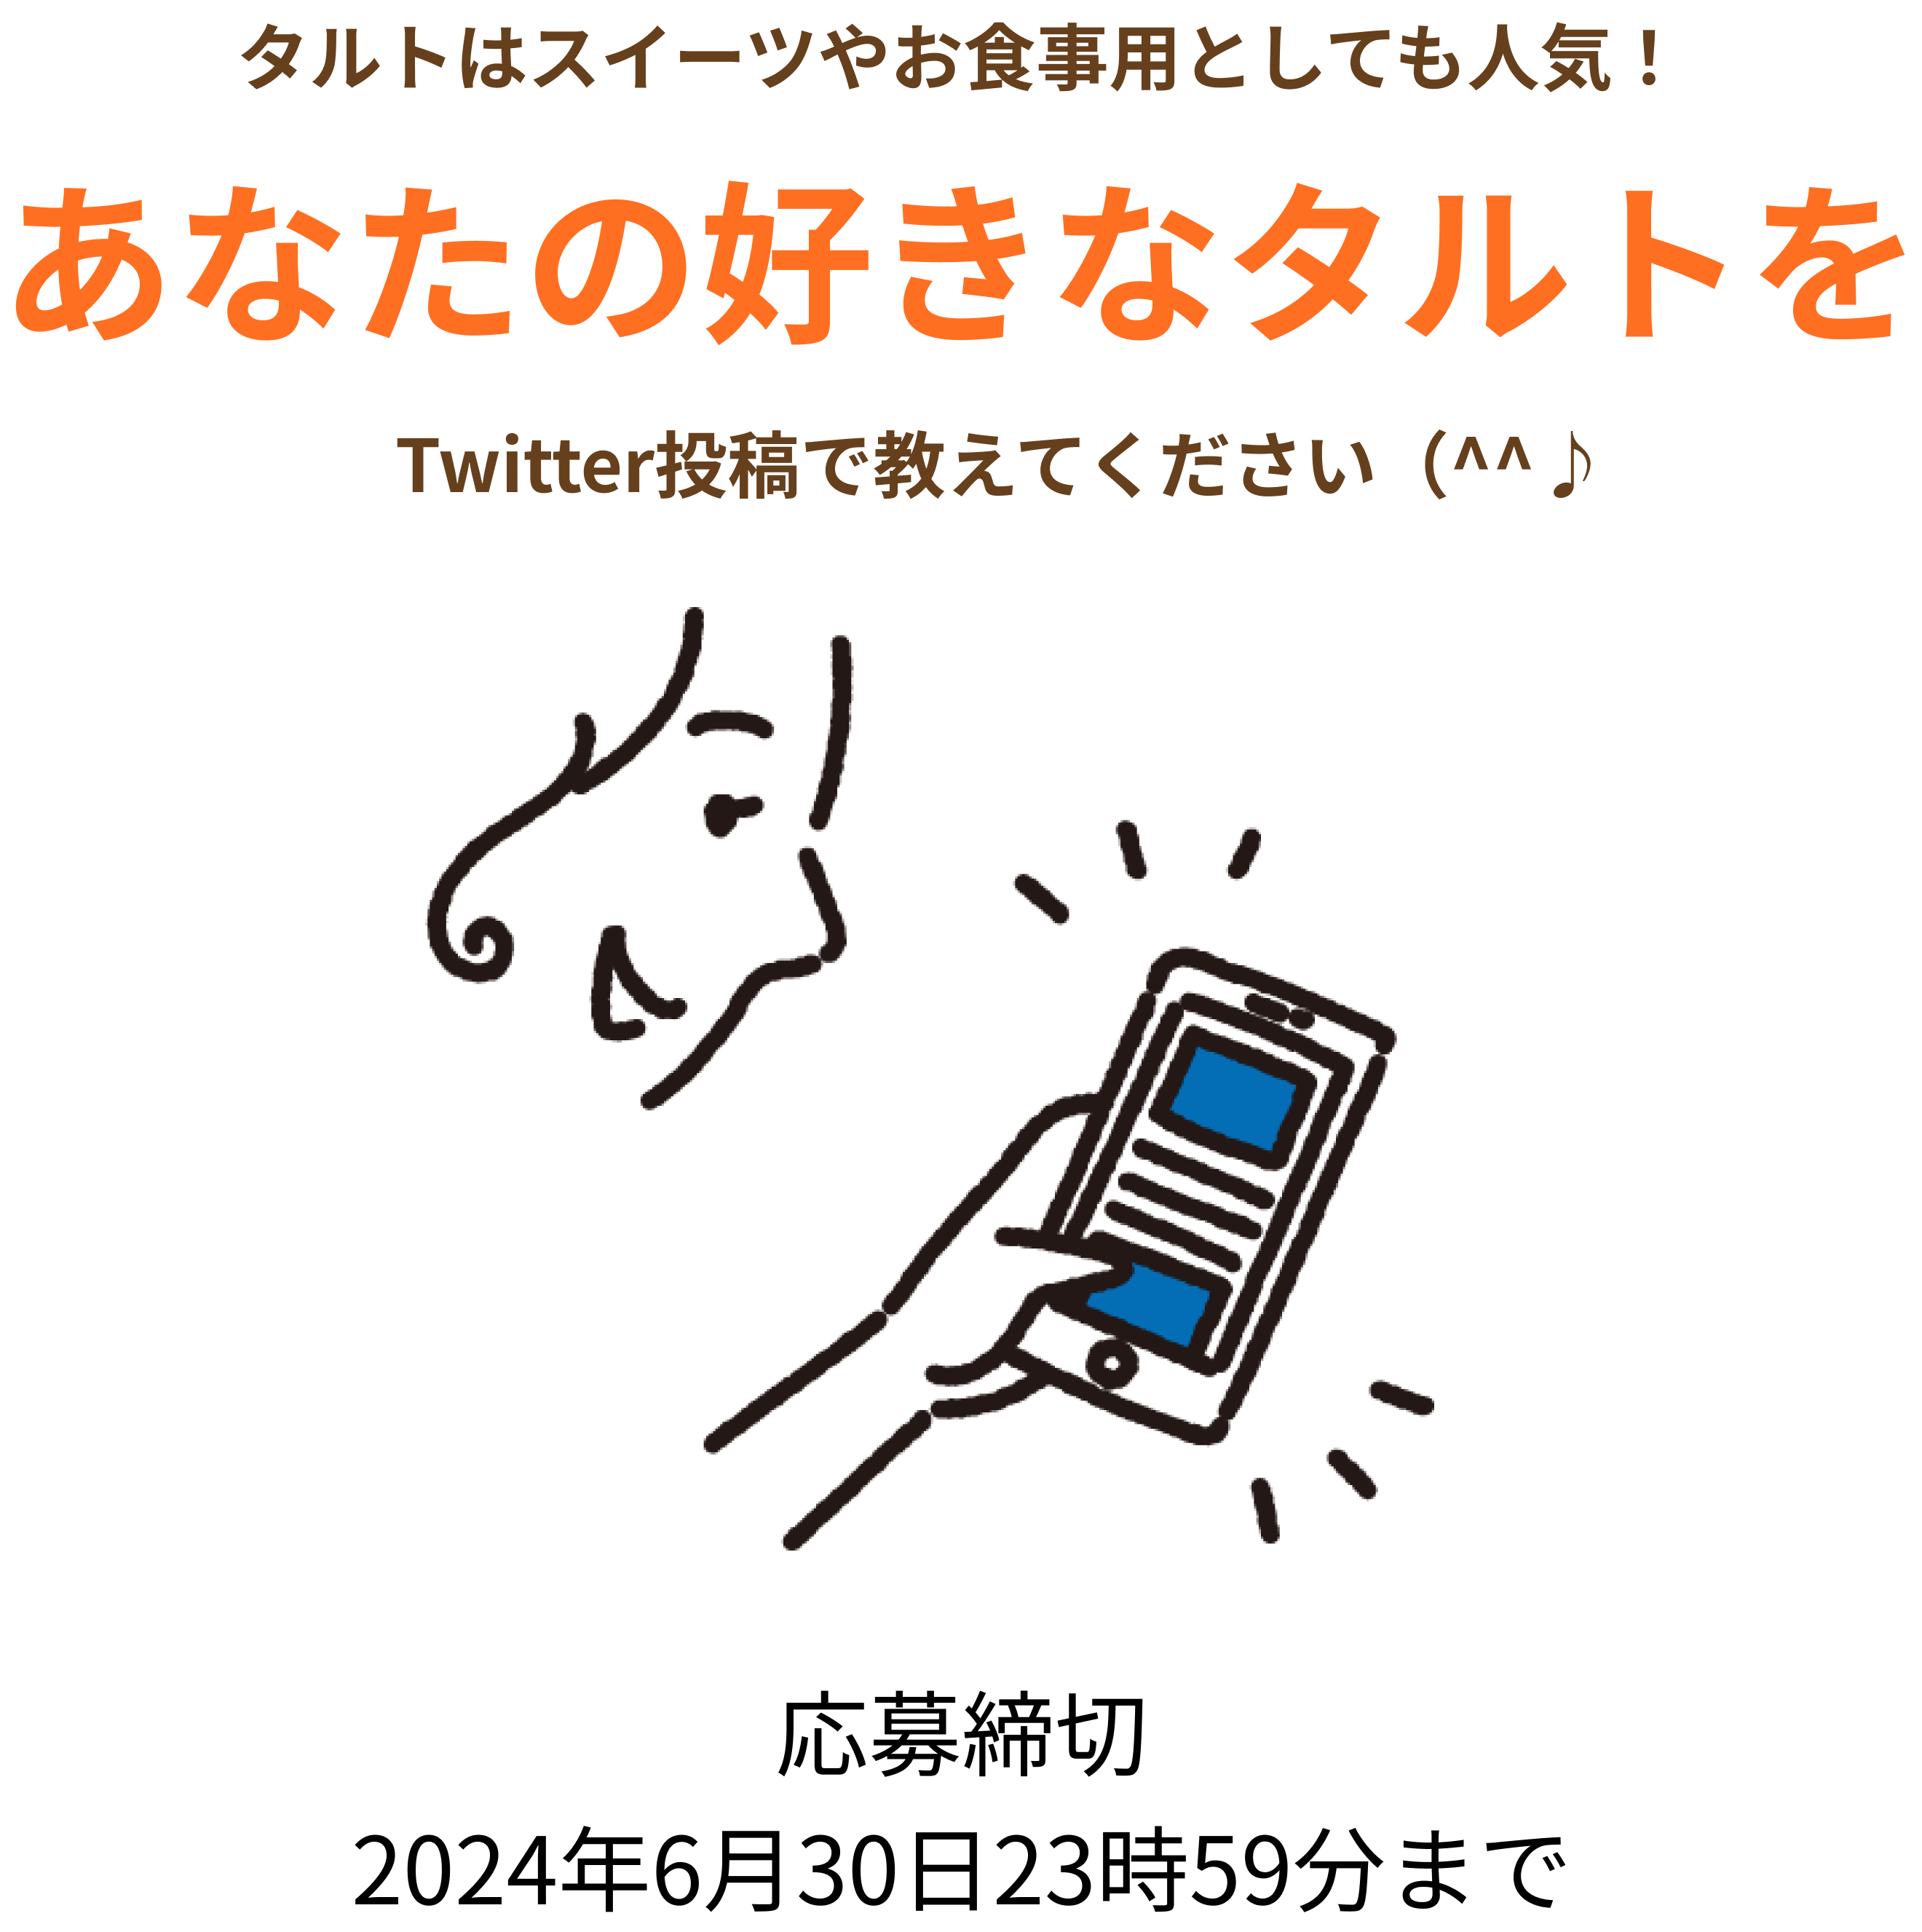 タルトはスイーツやお食事用としても人気！
あなたの好きなタルトを
Twitter投稿で教えてください（^^♩
応募締切
2024年6月30日23時59分まで